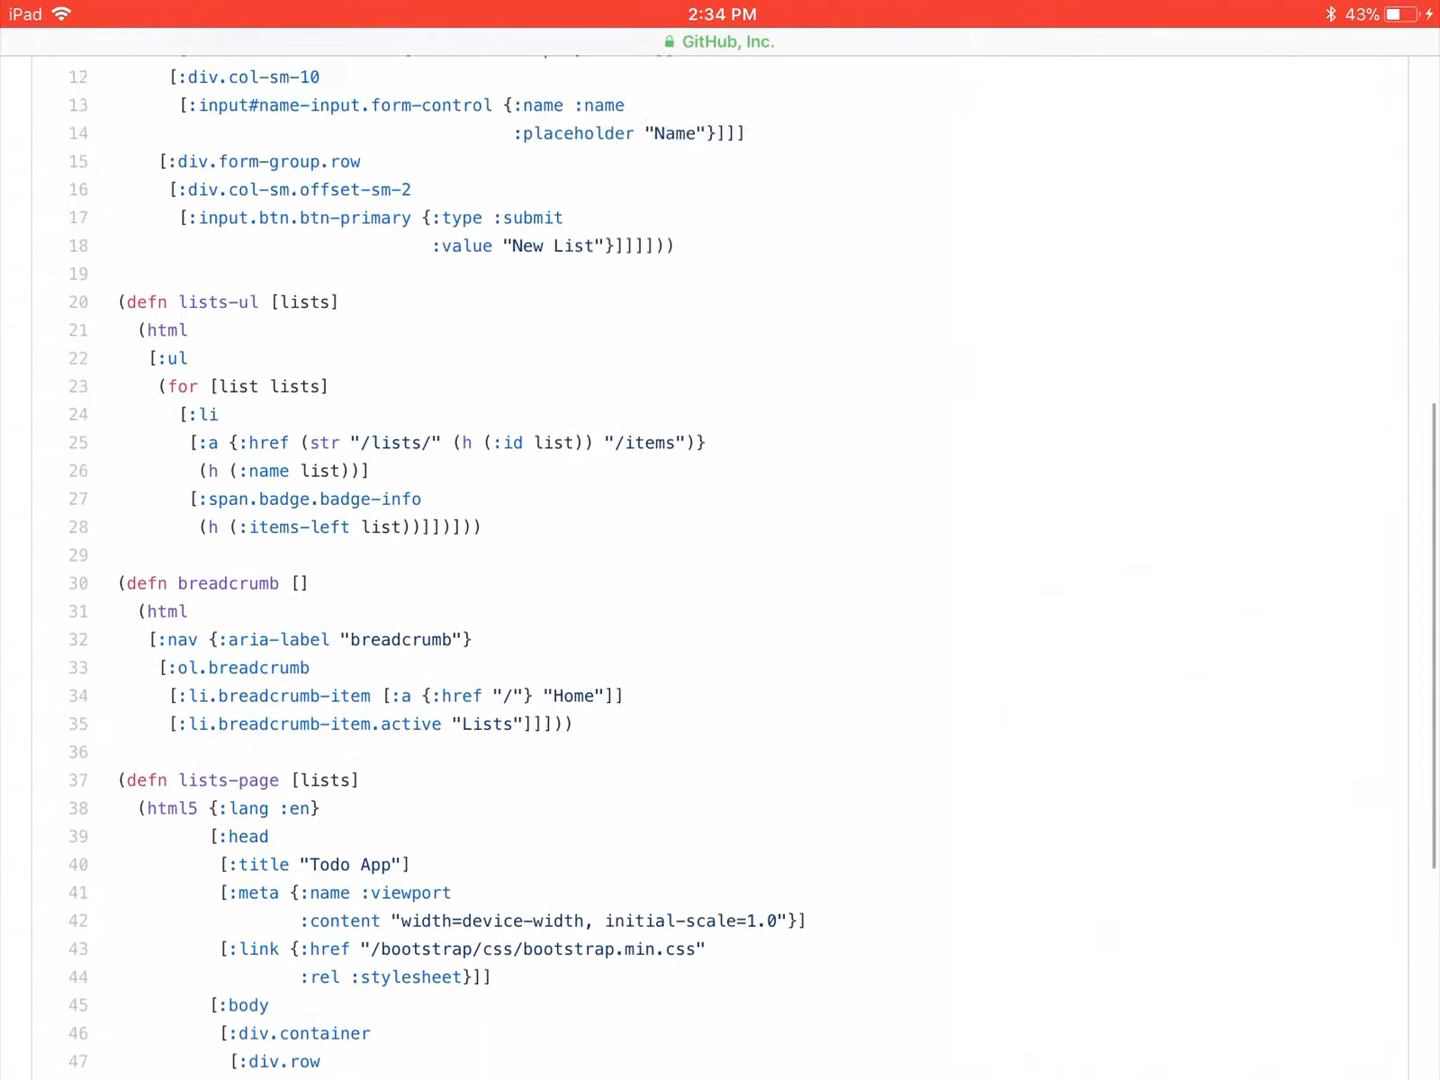 iPad
2:34 PM
43%
GitHub, Inc.
12 [:div.col-sm-10
13 [:input#name-input.form-control {:name :name
14 :placeholder "Name"}]]]
15 [:div.form-group.row
16 [:div.col-sm.offset-sm-2
17 [:input.btn.btn-primary {:type :submit
18 :value "New List"}]]]]]))
19
20 (defn lists-ul [lists]
21 (html
22 [:ul
23 (for [list lists]
24 [:li
25 [:a {:href (str "/lists/" (h (:id list)) "/items")}
26 (h (:name list))]
27 [:span.badge.badge-info
28 (h (:items-left list))]])]))
29
30 (defn breadcrumb []
31 (html
32 [:nav {:aria-label "breadcrumb"}
33 [:ol.breadcrumb
34 [:li.breadcrumb-item [:a {:href "/"} "Home"]]
35 [:li.breadcrumb-item.active "Lists"]]]))
36
37 (defn lists-page [lists]
38 (html5 {:lang :en}
39 [:head
40 [:title "Todo App"]
41 [:meta {:name :viewport
42 :content "width=device-width, initial-scale=1.0"}]
43 [:link {:href "/bootstrap/css/bootstrap.min.css"
44 :rel :stylesheet}]]
45 [:body
46 [:div.container
47 [:div.row